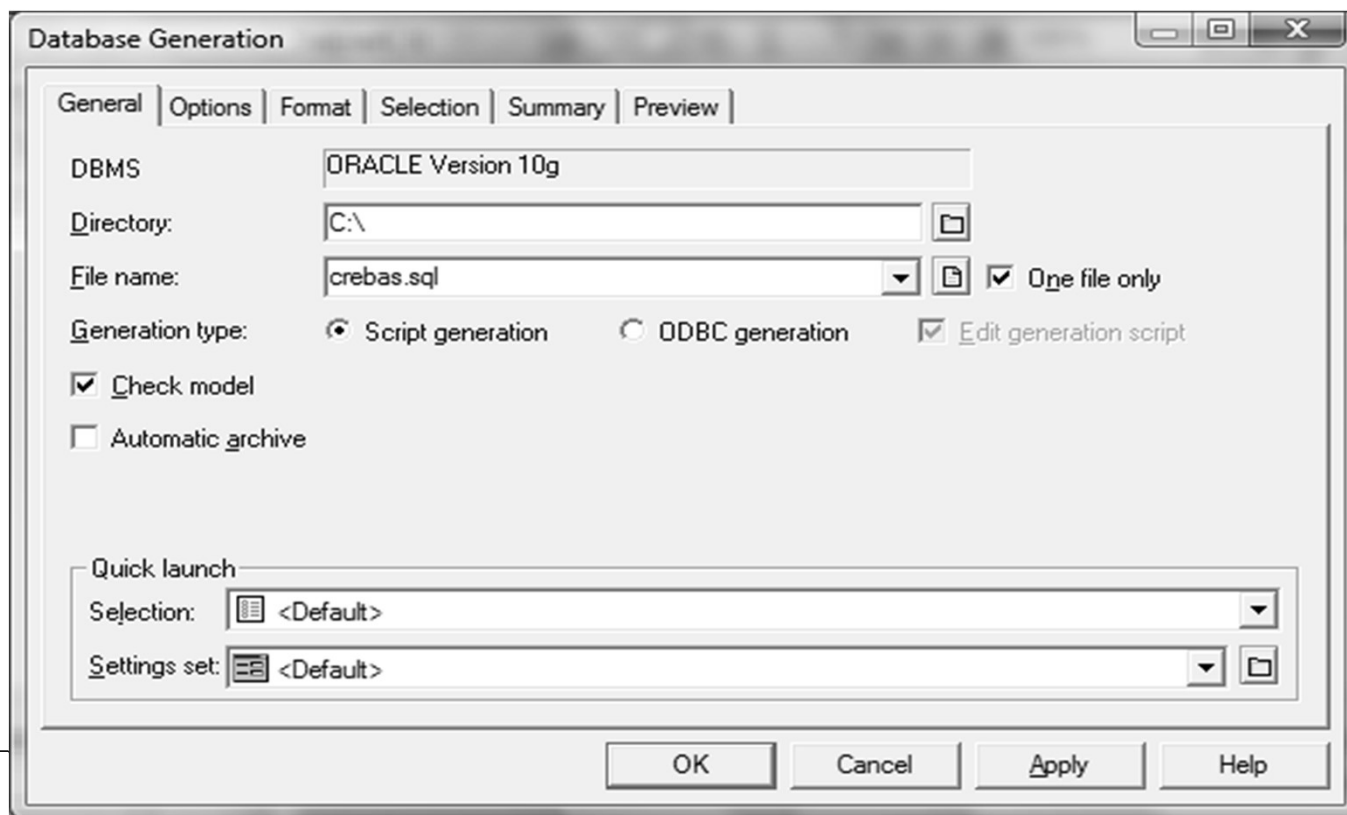 Database Generation
General Options Format Selection Summary Preview
DBMS ORACLE Version 10g
Directory: C:\
File name: crebas.sql One file only
Generation type: Script generation ODBC generation Edit generation script
Check model
Automatic archive
Quick launch
Selection: <Default>
Settings set: <Default>
OK Cancel Apply Help